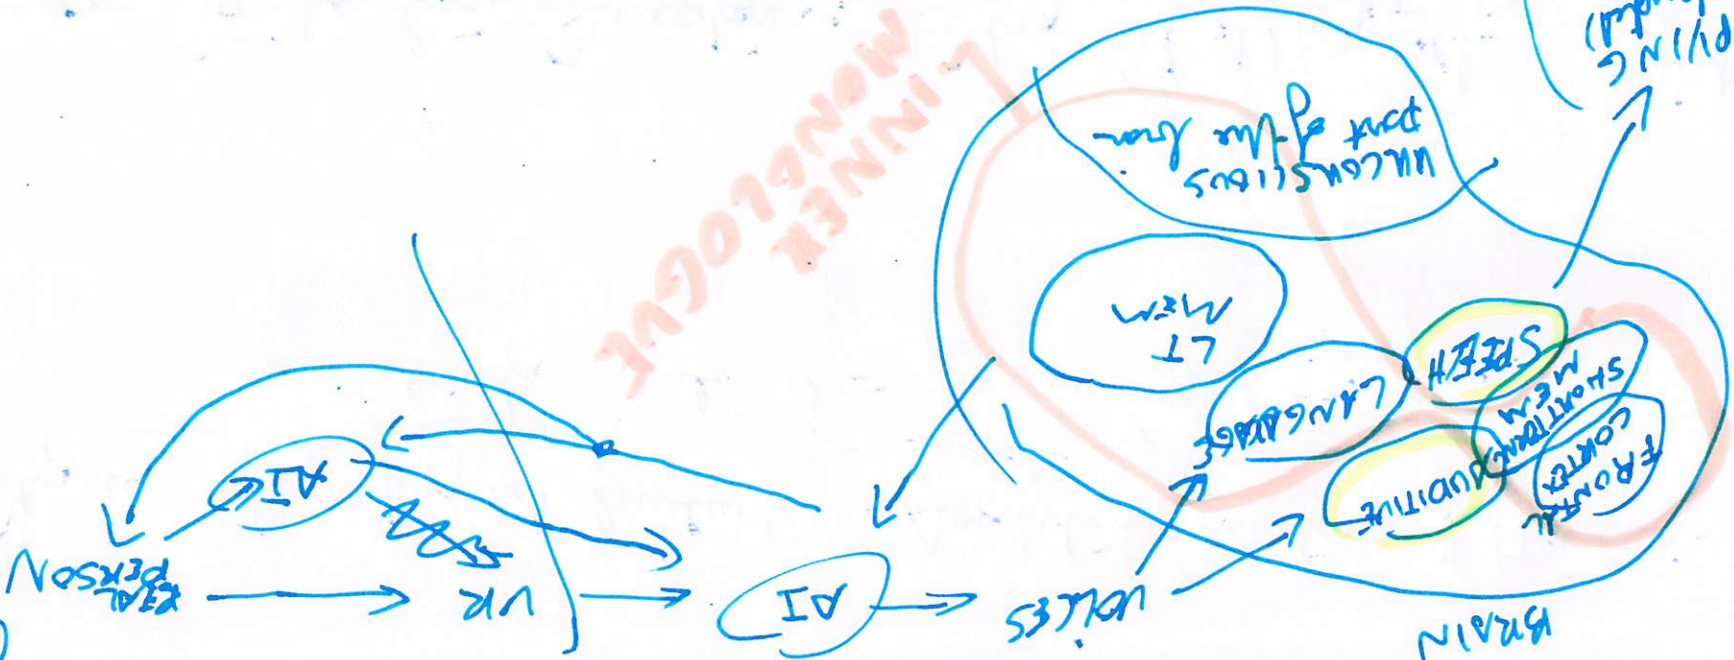 BRAIN
FRONTAL
CORTEX
SHORT TERM
MEM
AUDITIVE
SPEECH
LANGUAGE
LT
MEM
UNCONSCIOUS
part of the brain
VOICES
AI
VR
REAL
PERSON
AI
INNER
MONOLOGUE